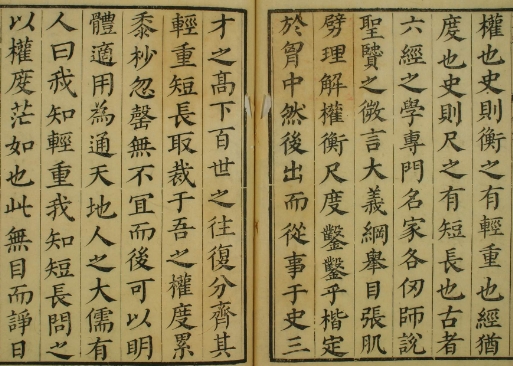 權也史則衡之有輕重也經猶
度也史則尺之有短長也古者
六經之學專門名家各仞師說
聖贒之微言大義綱舉目張肌
劈理解權衡尺度鑿鑿乎楷定
於胷中然後出而從事于史三
才之髙下百世之往復分齊其
輕重短長取裁于吾之權度累
黍杪忽罄無不宜而後可以明
體適用為通天地人之大儒有
人曰我知輕重我知短長問之
以權度茫如也此無目而諍日